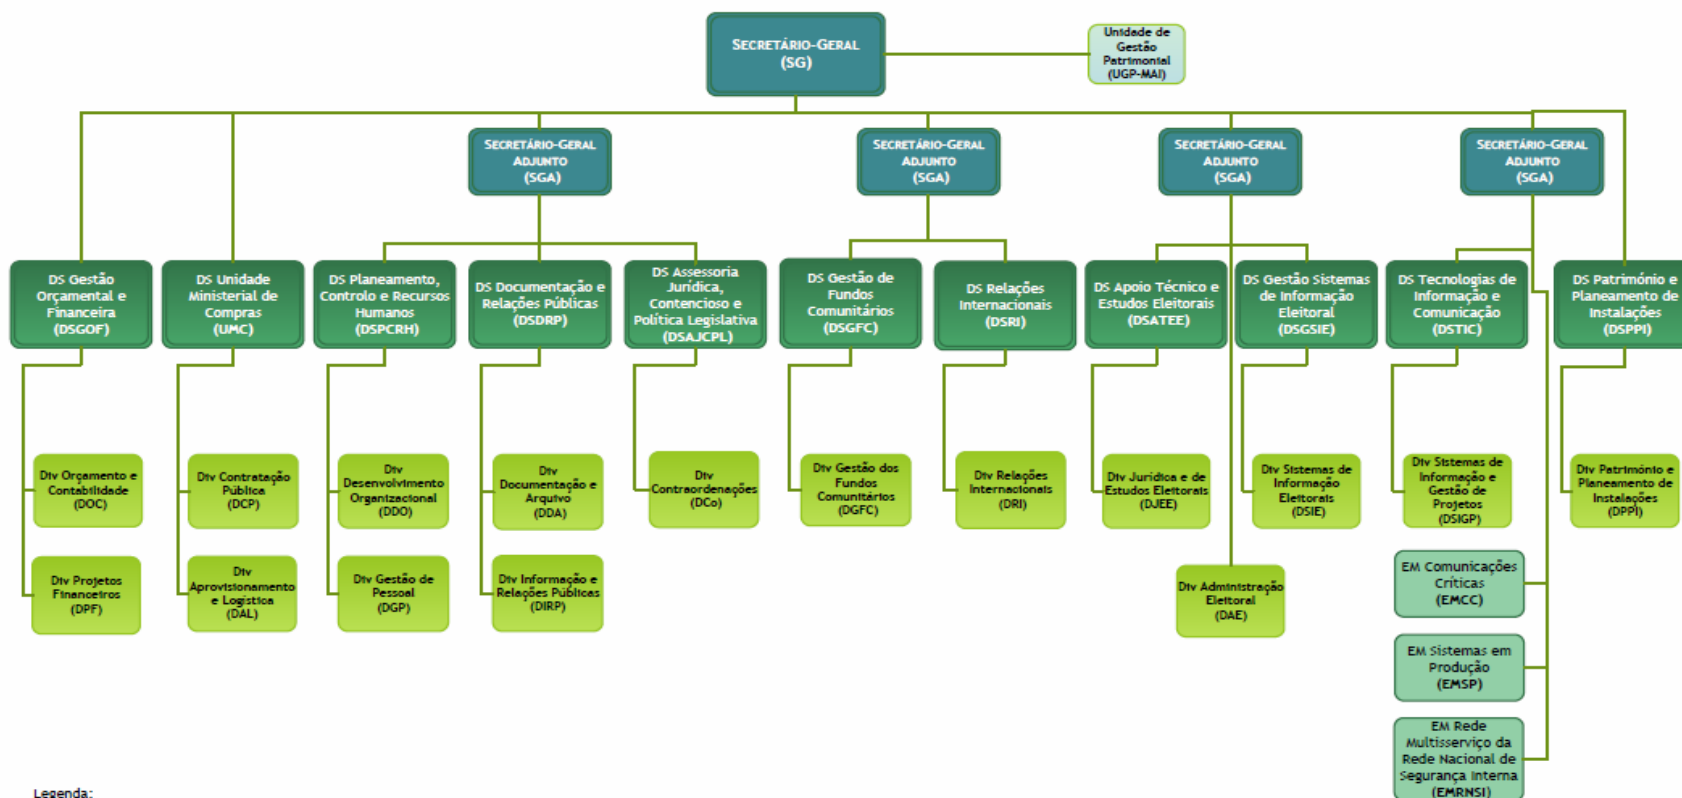 SECRETÁRIO-GERAL
(SG)
Unidade de
Gestão
Patrimonial
(UGP-MAI)
SECRETÁRIO-GERAL
ADJUNTO
(SGA)
SECRETÁRIO-GERAL
ADJUNTO
(SGA)
SECRETÁRIO-GERAL
ADJUNTO
(SGA)
SECRETÁRIO-GERAL
ADJUNTO
(SGA)
DS Gestão
Orçamental e
Financeira
(DSGOF)
DS Unidade
Ministerial de
Compras
(UMC)
DS Planeamento,
Controlo e Recursos
Humanos
(DSPCRH)
DS Documentação e
Relações Públicas
(DSDRP)
DS Assessoria
Jurídica,
Contencioso e
Política Legislativa
(DSAJCPL)
DS Gestão de
Fundos
Comunitários
(DSGFC)
DS Relações
Internacionais
(DSRI)
DS Apoio Técnico e
Estudos Eleitorais
(DSATEE)
DS Gestão Sistemas
de Informação
Eleitoral
(DSGSIE)
DS Tecnologias de
Informação e
Comunicação
(DSTIC)
DS Património e
Planeamento de
Instalações
(DSPPI)
Div Orçamento e
Contabilidade
(DOC)
Div Contratação
Pública
(DCP)
Div
Desenvolvimento
Organizacional
(DDO)
Div
Documentação e
Arquivo
(DDA)
Div
Contraordenações
(DCo)
Div Gestão dos
Fundos
Comunitários
(DGFC)
Div Relações
Internacionais
(DRI)
Div Jurídica e de
Estudos Eleitorais
(DJEE)
Div Sistemas de
Informação
Eleitorais
(DSIE)
Div Sistemas de
Informação e
Gestão de
Projetos
(DSIGP)
Div Património e
Planeamento de
Instalações
(DPPI)
Div Projetos
Financeiros
(DPF)
Div
Aprovisionamento
e Logística
(DAL)
Div Gestão de
Pessoal
(DGP)
Div Informação e
Relações Públicas
(DIRP)
Div Administração
Eleitoral
(DAE)
EM Comunicações
Críticas
(EMCC)
EM Sistemas em
Produção
(EMSP)
EM Rede
Multisserviço da
Rede Nacional de
Segurança Interna
(EMRNSI)
Legenda: